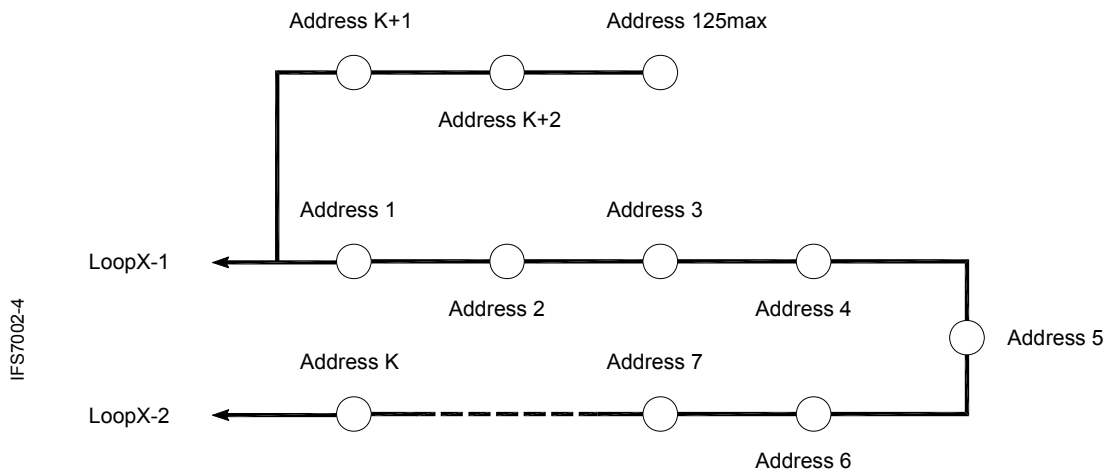 Address K+1
Address 125max
Address K+2
Address 1
Address 3
LoopX-1
Address 2
Address 4
IFS7002-4
Address 5
Address K
Address 7
LoopX-2
Address 6